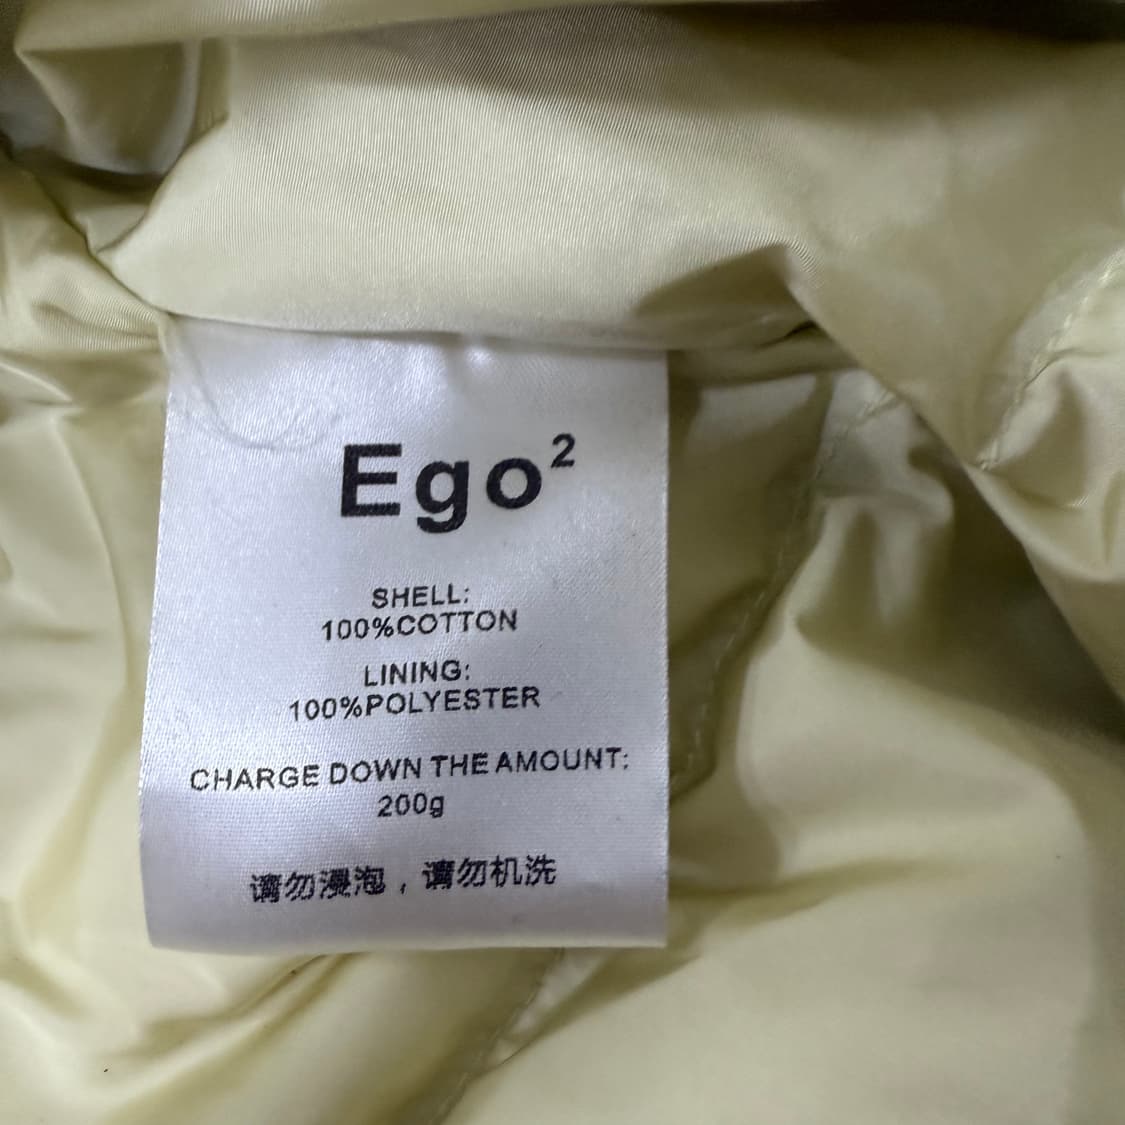 Ego²
SHELL:
100%COTTON
LINING:
100%POLYESTER
CHARGE DOWN THE AMOUNT:
200g
请勿浸泡，请勿机洗